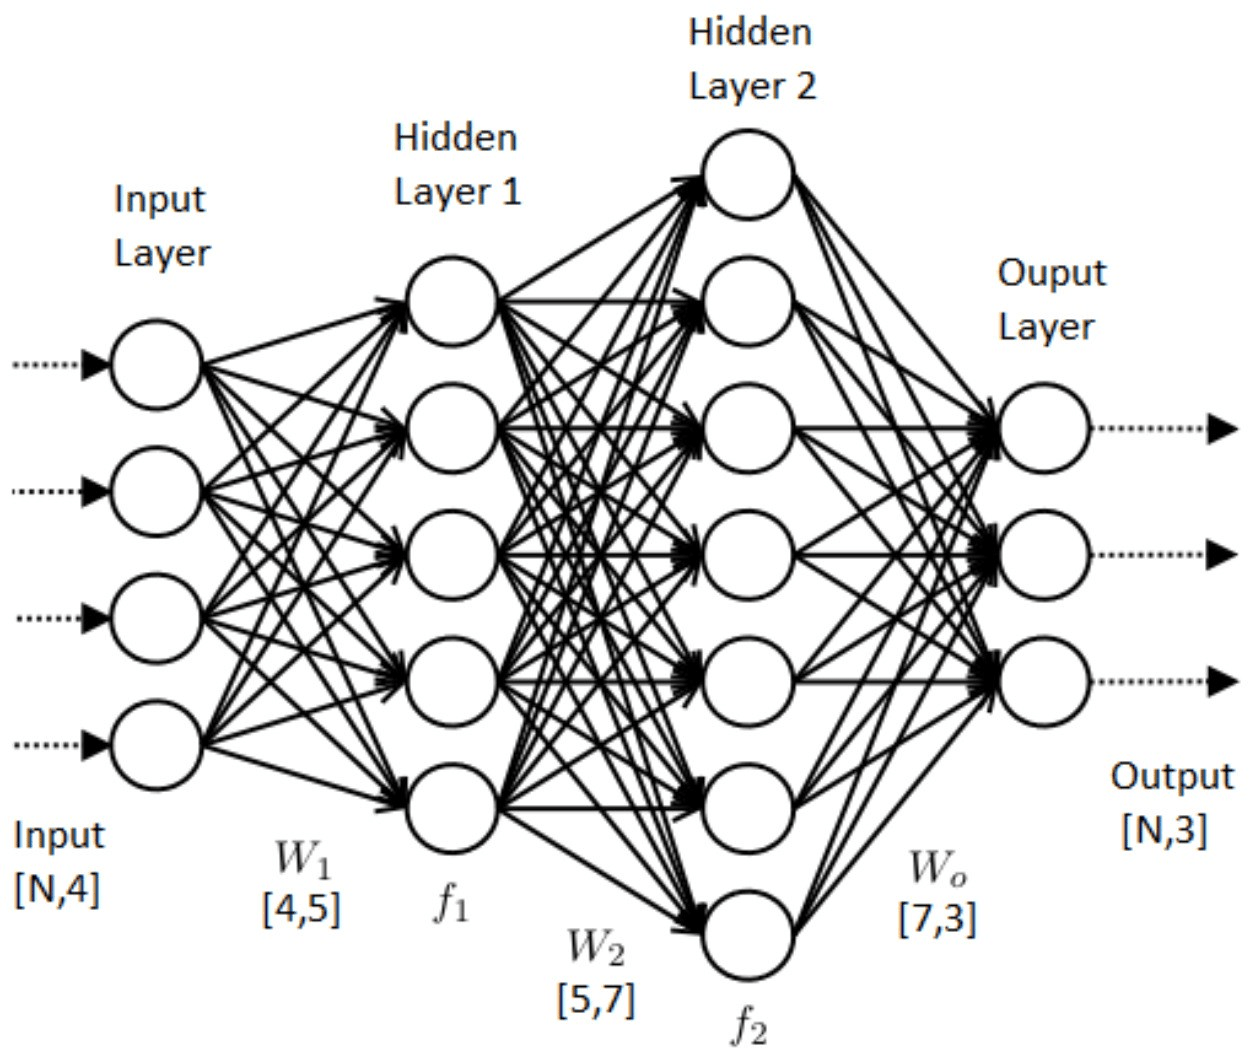 Hidden
Layer 2
Hidden
Layer 1
Input
Layer
Ouput
Layer
Input
[N,4]
W₁
[4,5]
f₁
W₂
[5,7]
f₂
Wₒ
[7,3]
Output
[N,3]